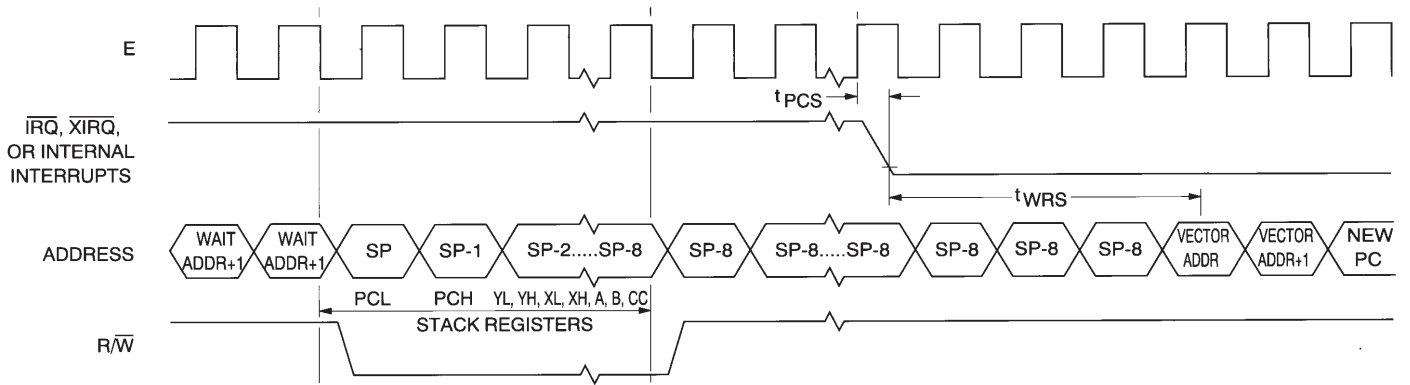 E
t PCS
IRQ, XIRQ,
OR INTERNAL
INTERRUPTS
t WRS
ADDRESS
WAIT
ADDR+1
WAIT
ADDR+1
SP
SP-1
SP-2.....SP-8
SP-8
SP-8.....SP-8
SP-8
SP-8
SP-8
VECTOR
ADDR
VECTOR
ADDR+1
NEW
PC
PCL
PCH
YL, YH, XL, XH, A, B, CC
STACK REGISTERS
R/W